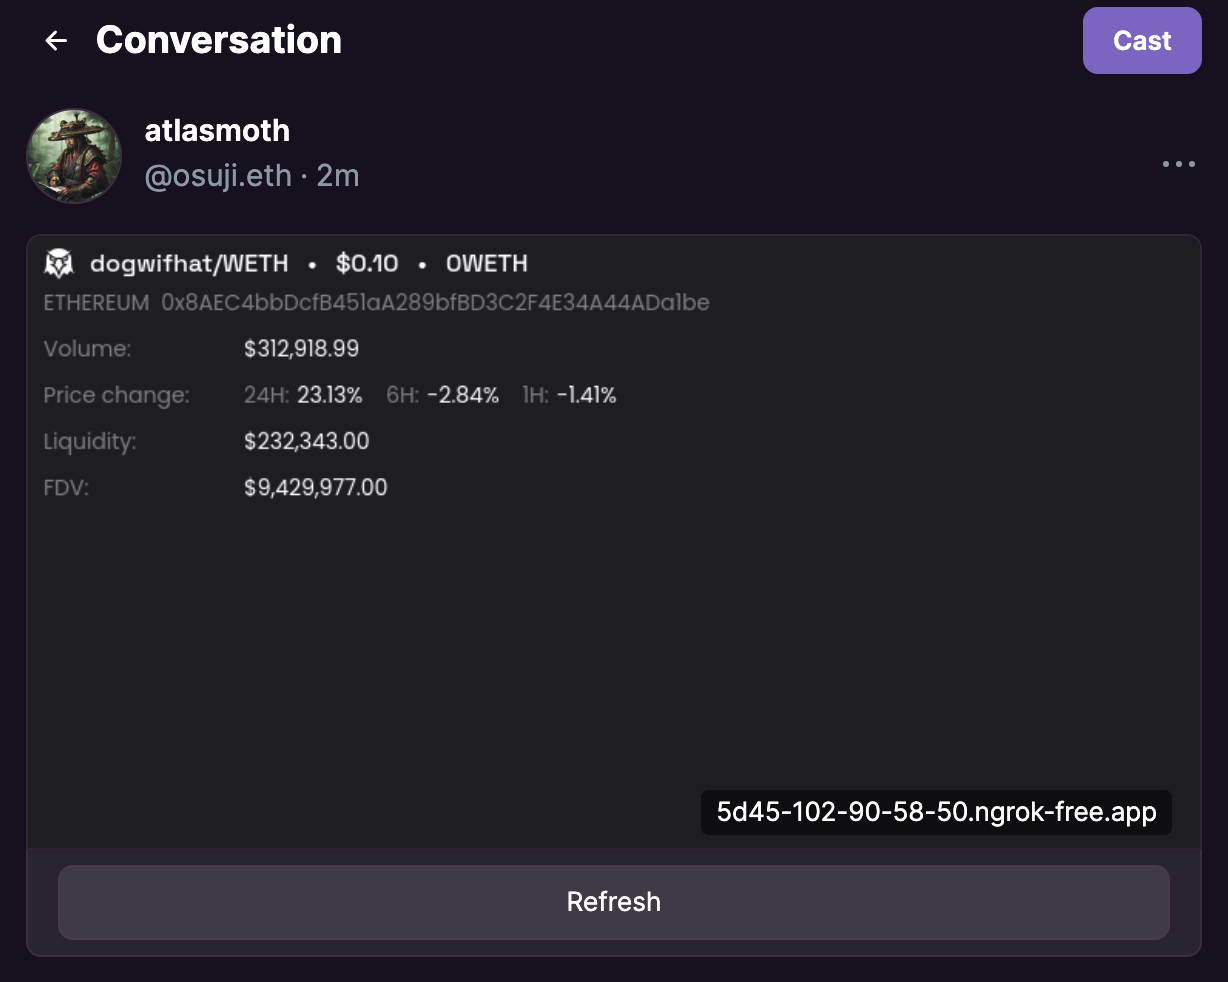 ← Conversation
Cast
atlasmoth
@osuji.eth · 2m
dogwifhat/WETH • $0.10 • 0WETH
ETHEREUM 0x8AEC4bbDcfB451aA289bfBD3C2F4E34A44ADa1be
Volume: $312,918.99
Price change: 24H: 23.13% 6H: -2.84% 1H: -1.41%
Liquidity: $232,343.00
FDV: $9,429,977.00
5d45-102-90-58-50.ngrok-free.app
Refresh